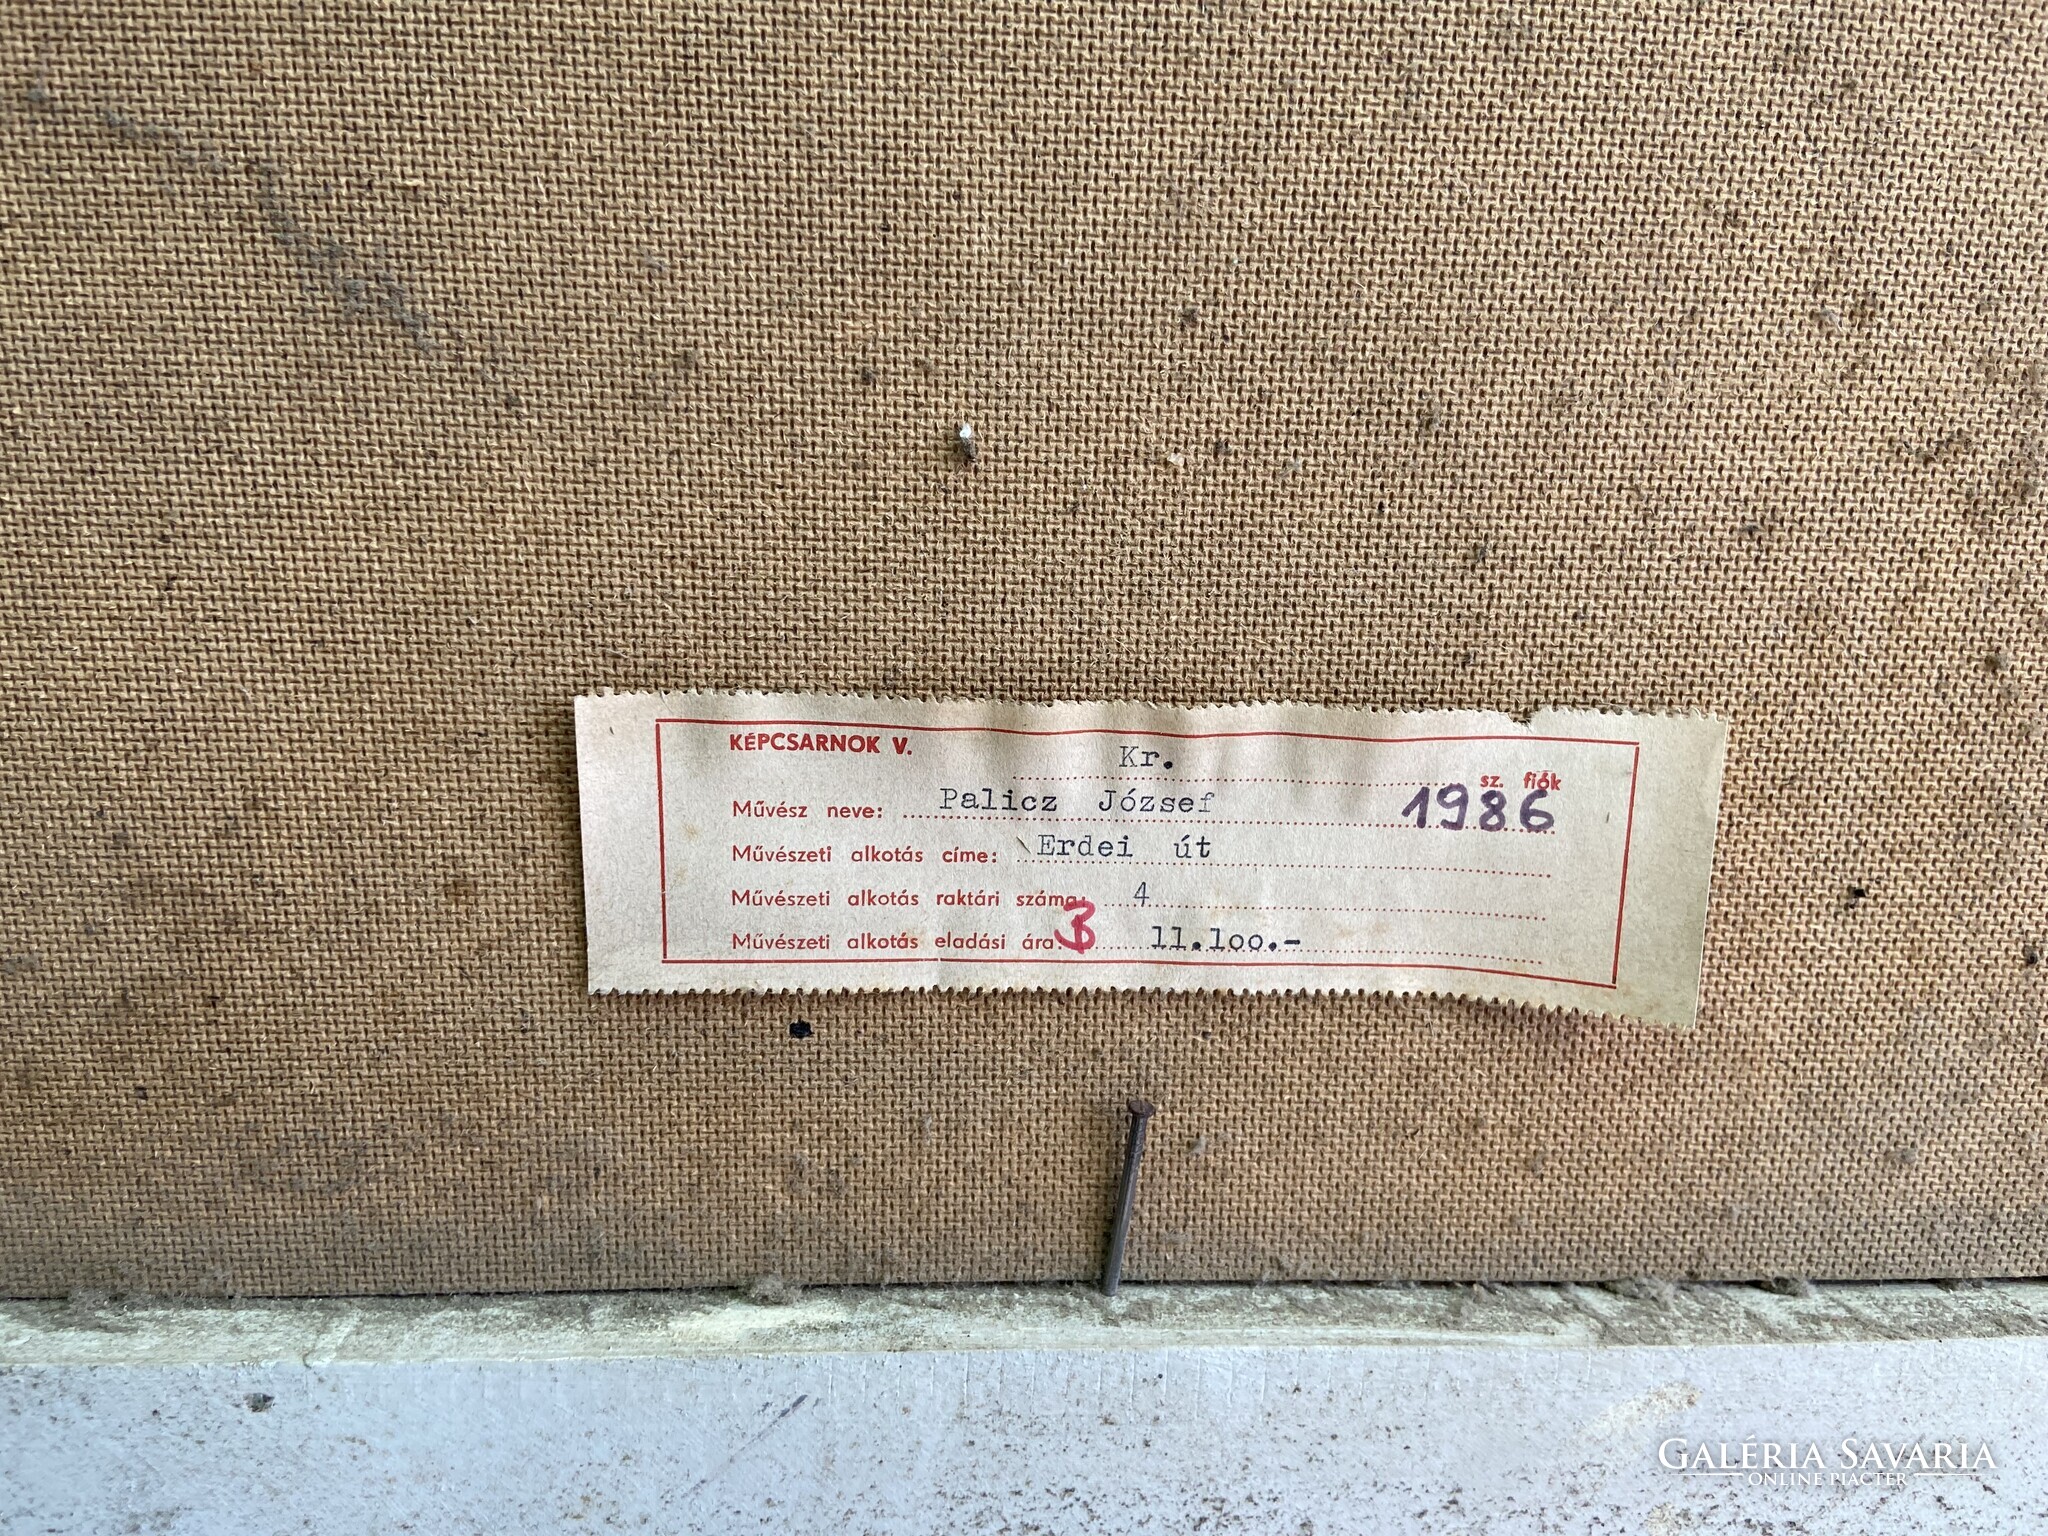 KÉPCSARNOK V.
Kr. sz. fiók
Művész neve: Palicz József 1986
Művészeti alkotás címe: Erdei út
Művészeti alkotás raktári száma: 4
Művészeti alkotás eladási ára: 3 11.100.-
GALÉRIA SAVARIA
ONLINE PIACTÉR